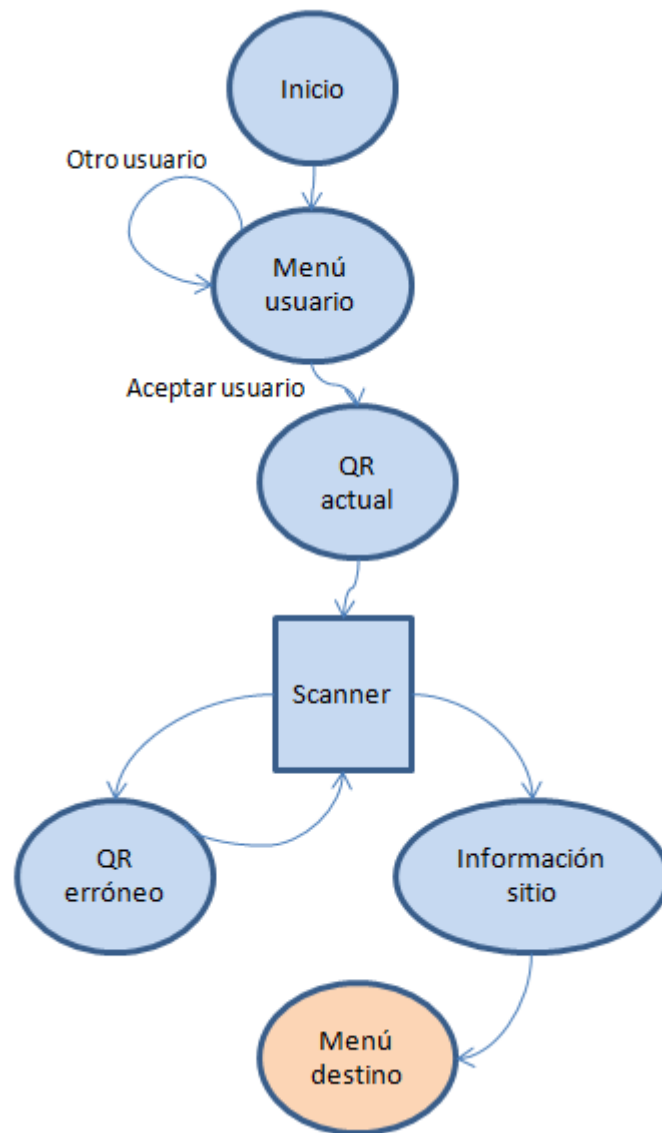 Inicio
Otro usuario
Menú
usuario
Aceptar usuario
QR
actual
Scanner
QR
erróneo
Información
sitio
Menú
destino